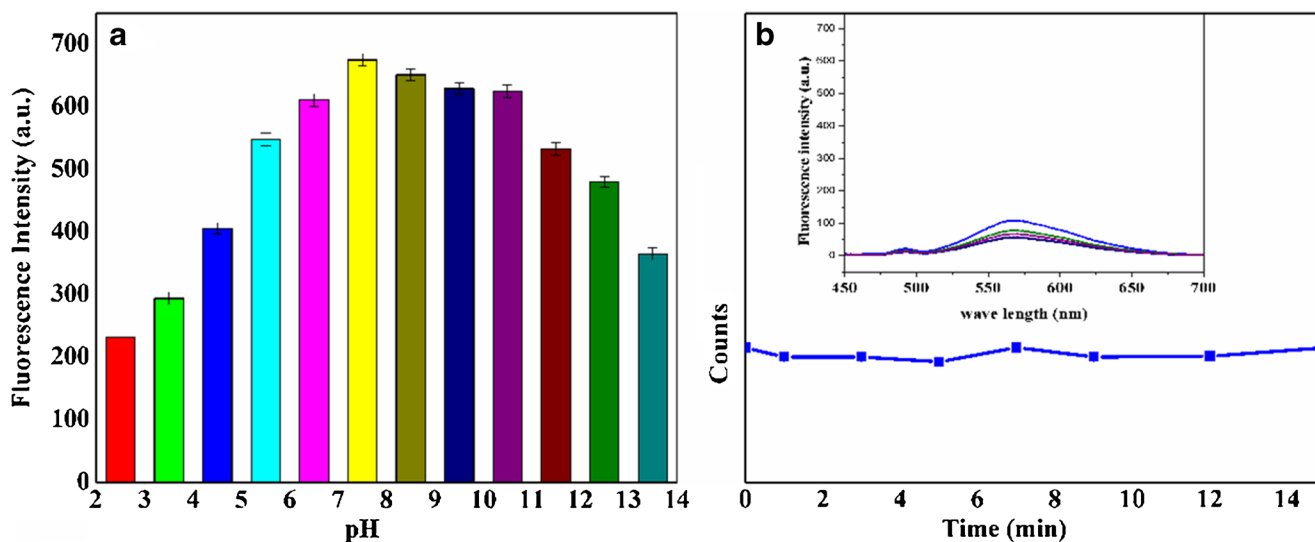 a
Fluorescence Intensity (a.u.)
700
600
500
400
300
200
100
0
2 3 4 5 6 7 8 9 10 11 12 13 14
pH
b
Fluorescence intensity (a.u.)
700
600
500
400
300
200
100
0
450 500 550 600 650 700
wave length (nm)
Counts
0 2 4 6 8 10 12 14
Time (min)